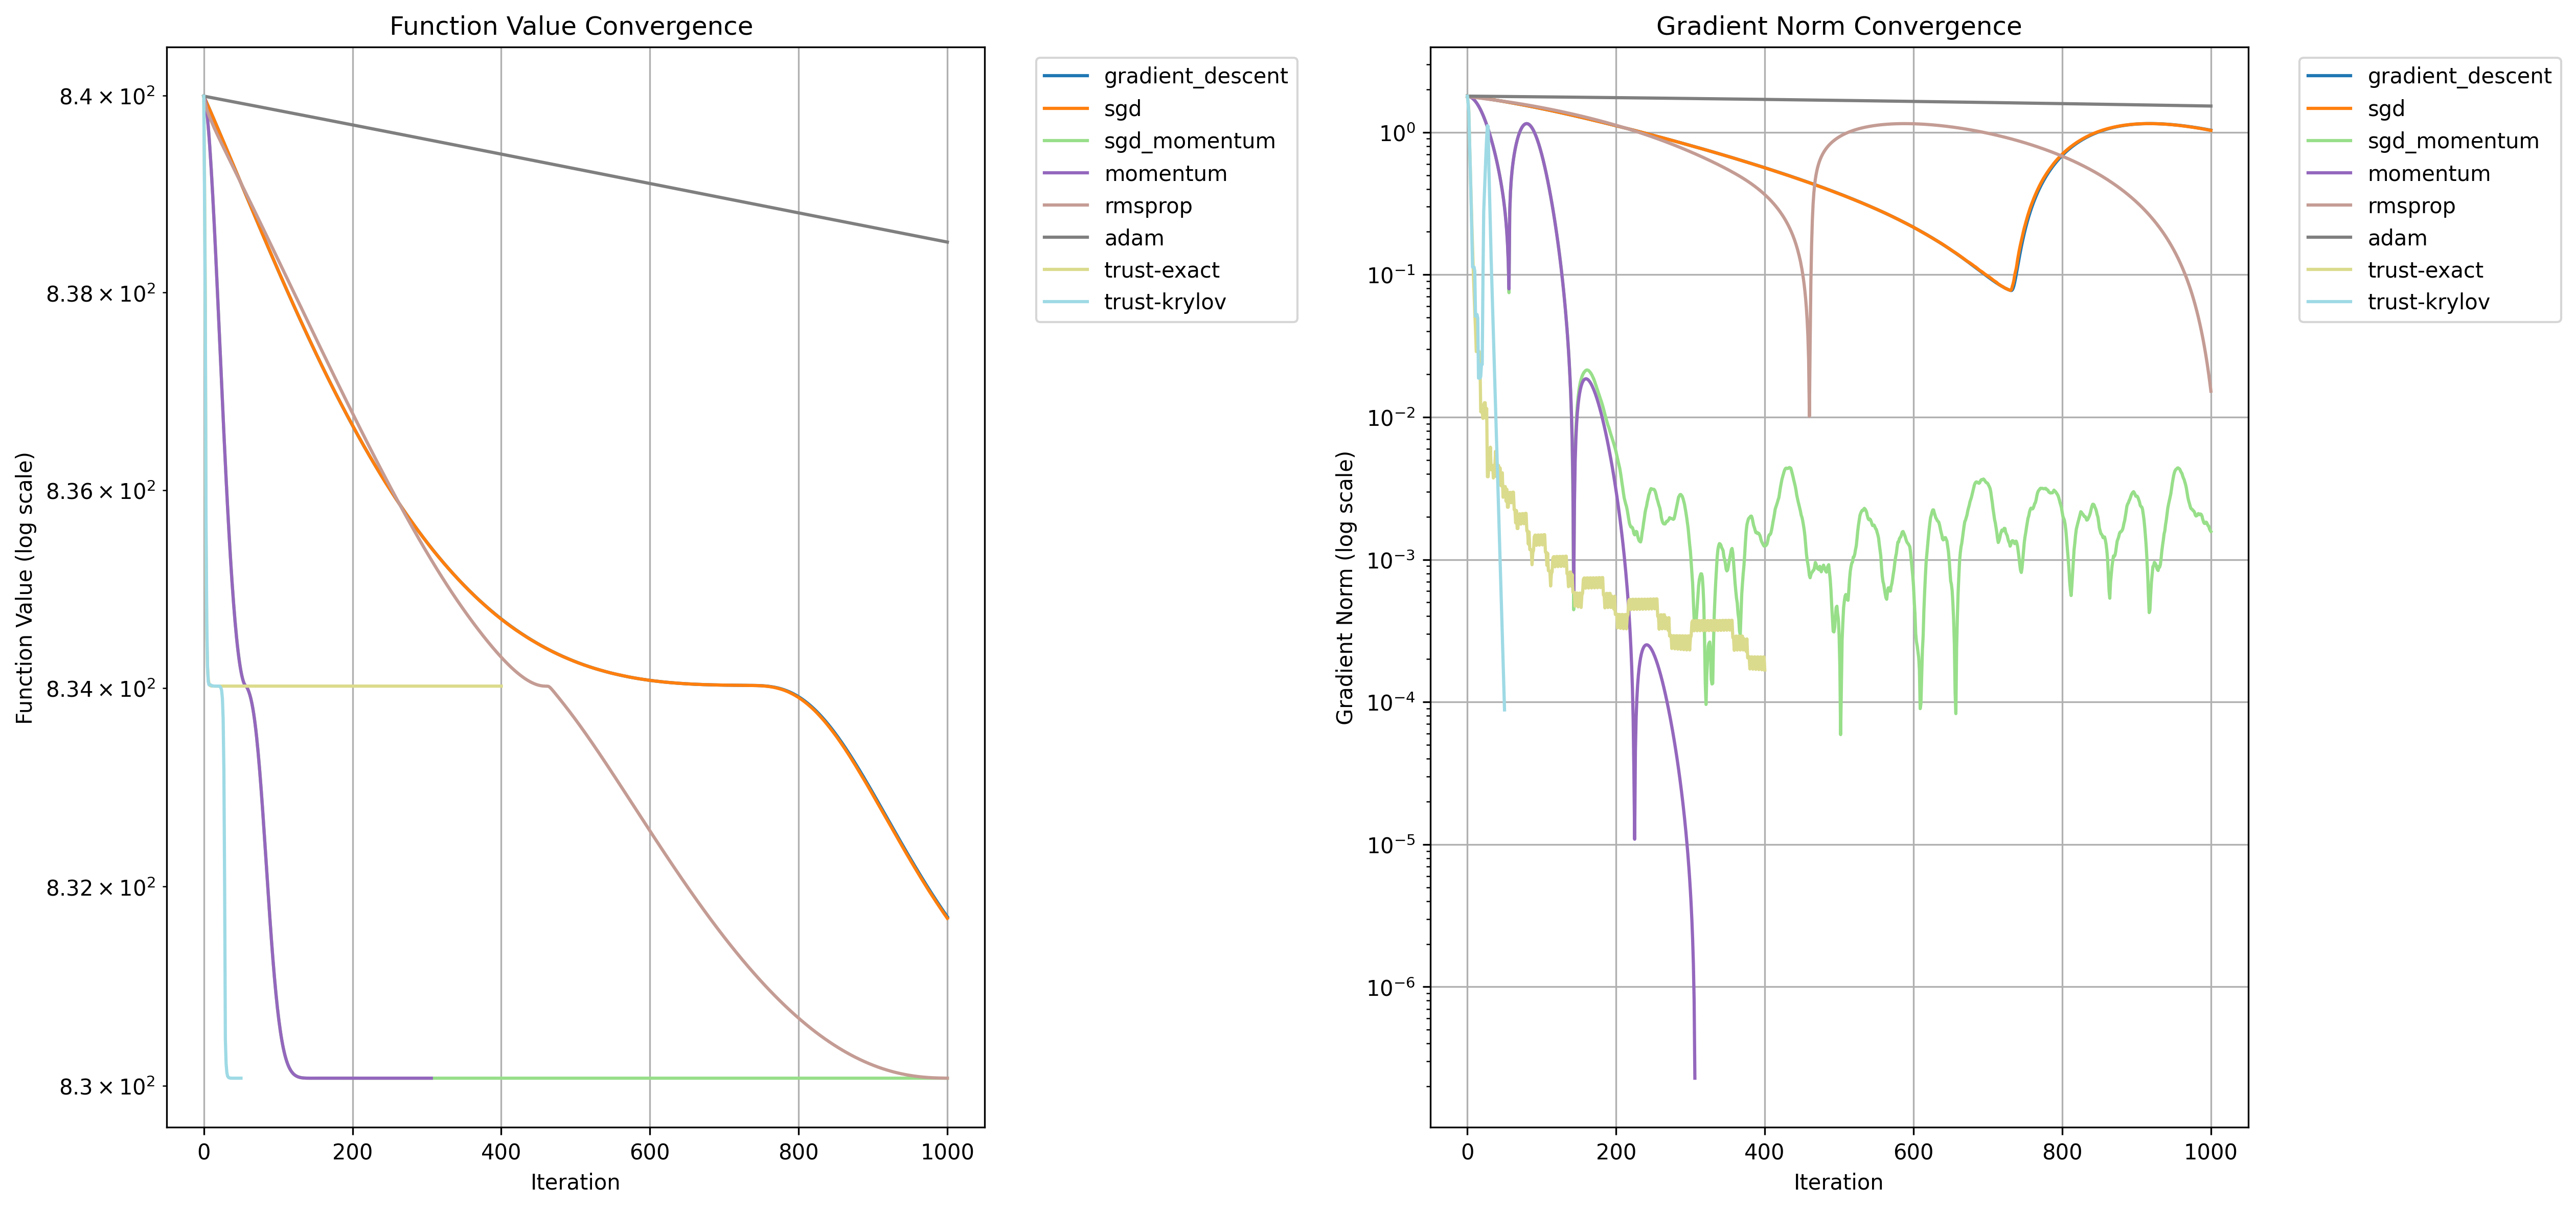 Function Value Convergence
Function Value (log scale)
8.4 × 10²
8.38 × 10²
8.36 × 10²
8.34 × 10²
8.32 × 10²
8.3 × 10²
0 200 400 600 800 1000
Iteration
gradient_descent
sgd
sgd_momentum
momentum
rmsprop
adam
trust-exact
trust-krylov
Gradient Norm Convergence
Gradient Norm (log scale)
10⁰
10⁻¹
10⁻²
10⁻³
10⁻⁴
10⁻⁵
10⁻⁶
0 200 400 600 800 1000
Iteration
gradient_descent
sgd
sgd_momentum
momentum
rmsprop
adam
trust-exact
trust-krylov